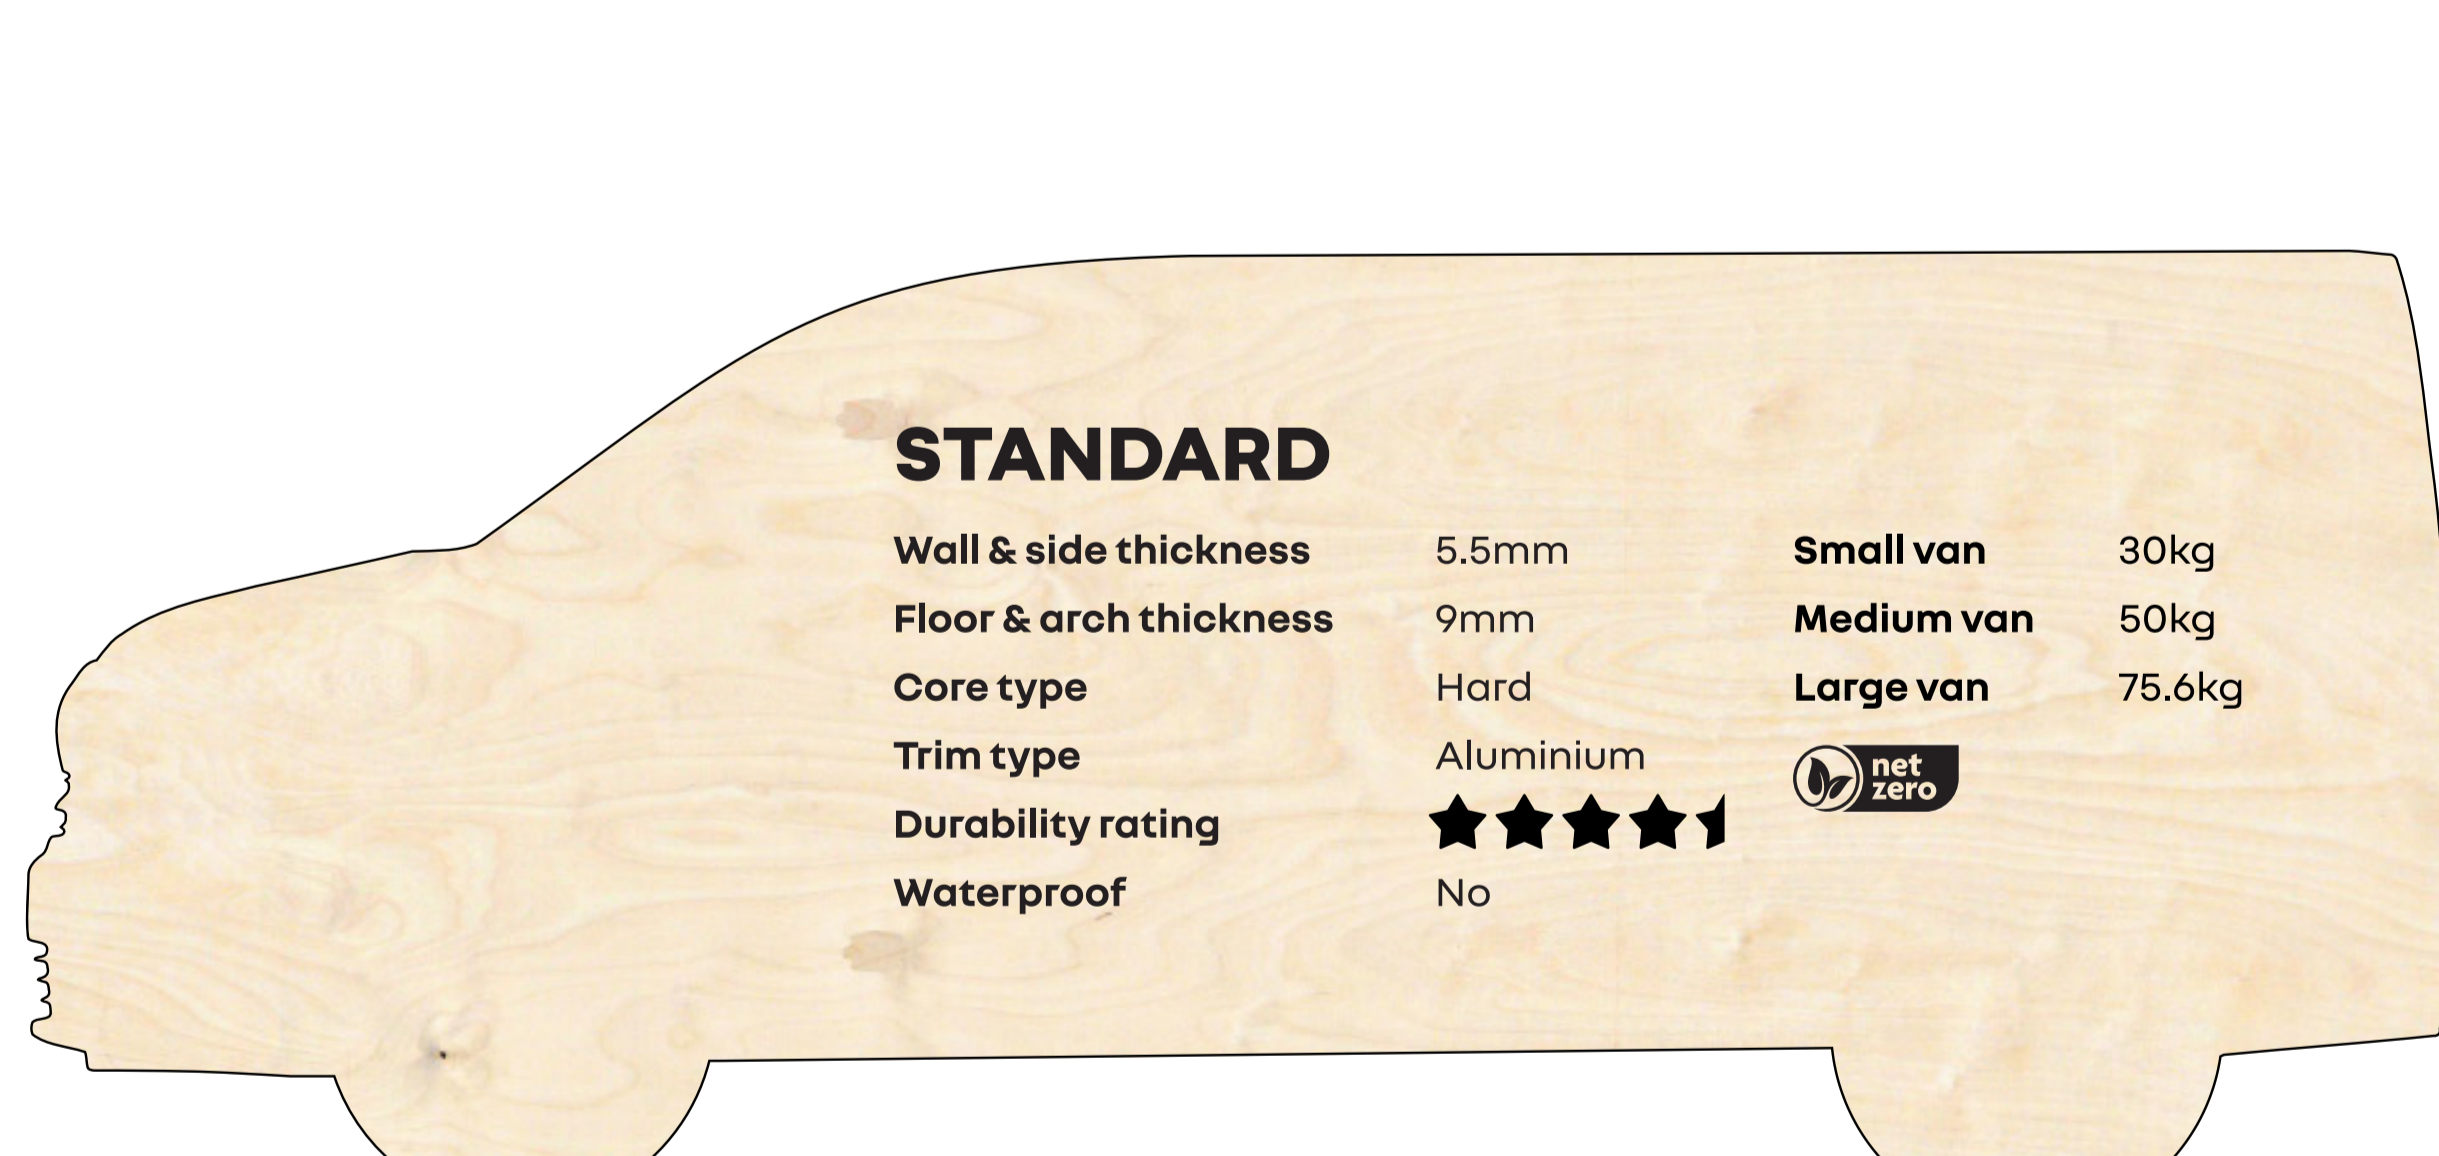 STANDARD
Wall & side thickness 5.5mm
Floor & arch thickness 9mm
Core type Hard
Trim type Aluminium
Durability rating
Waterproof No
Small van 30kg
Medium van 50kg
Large van 75.6kg
net
zero